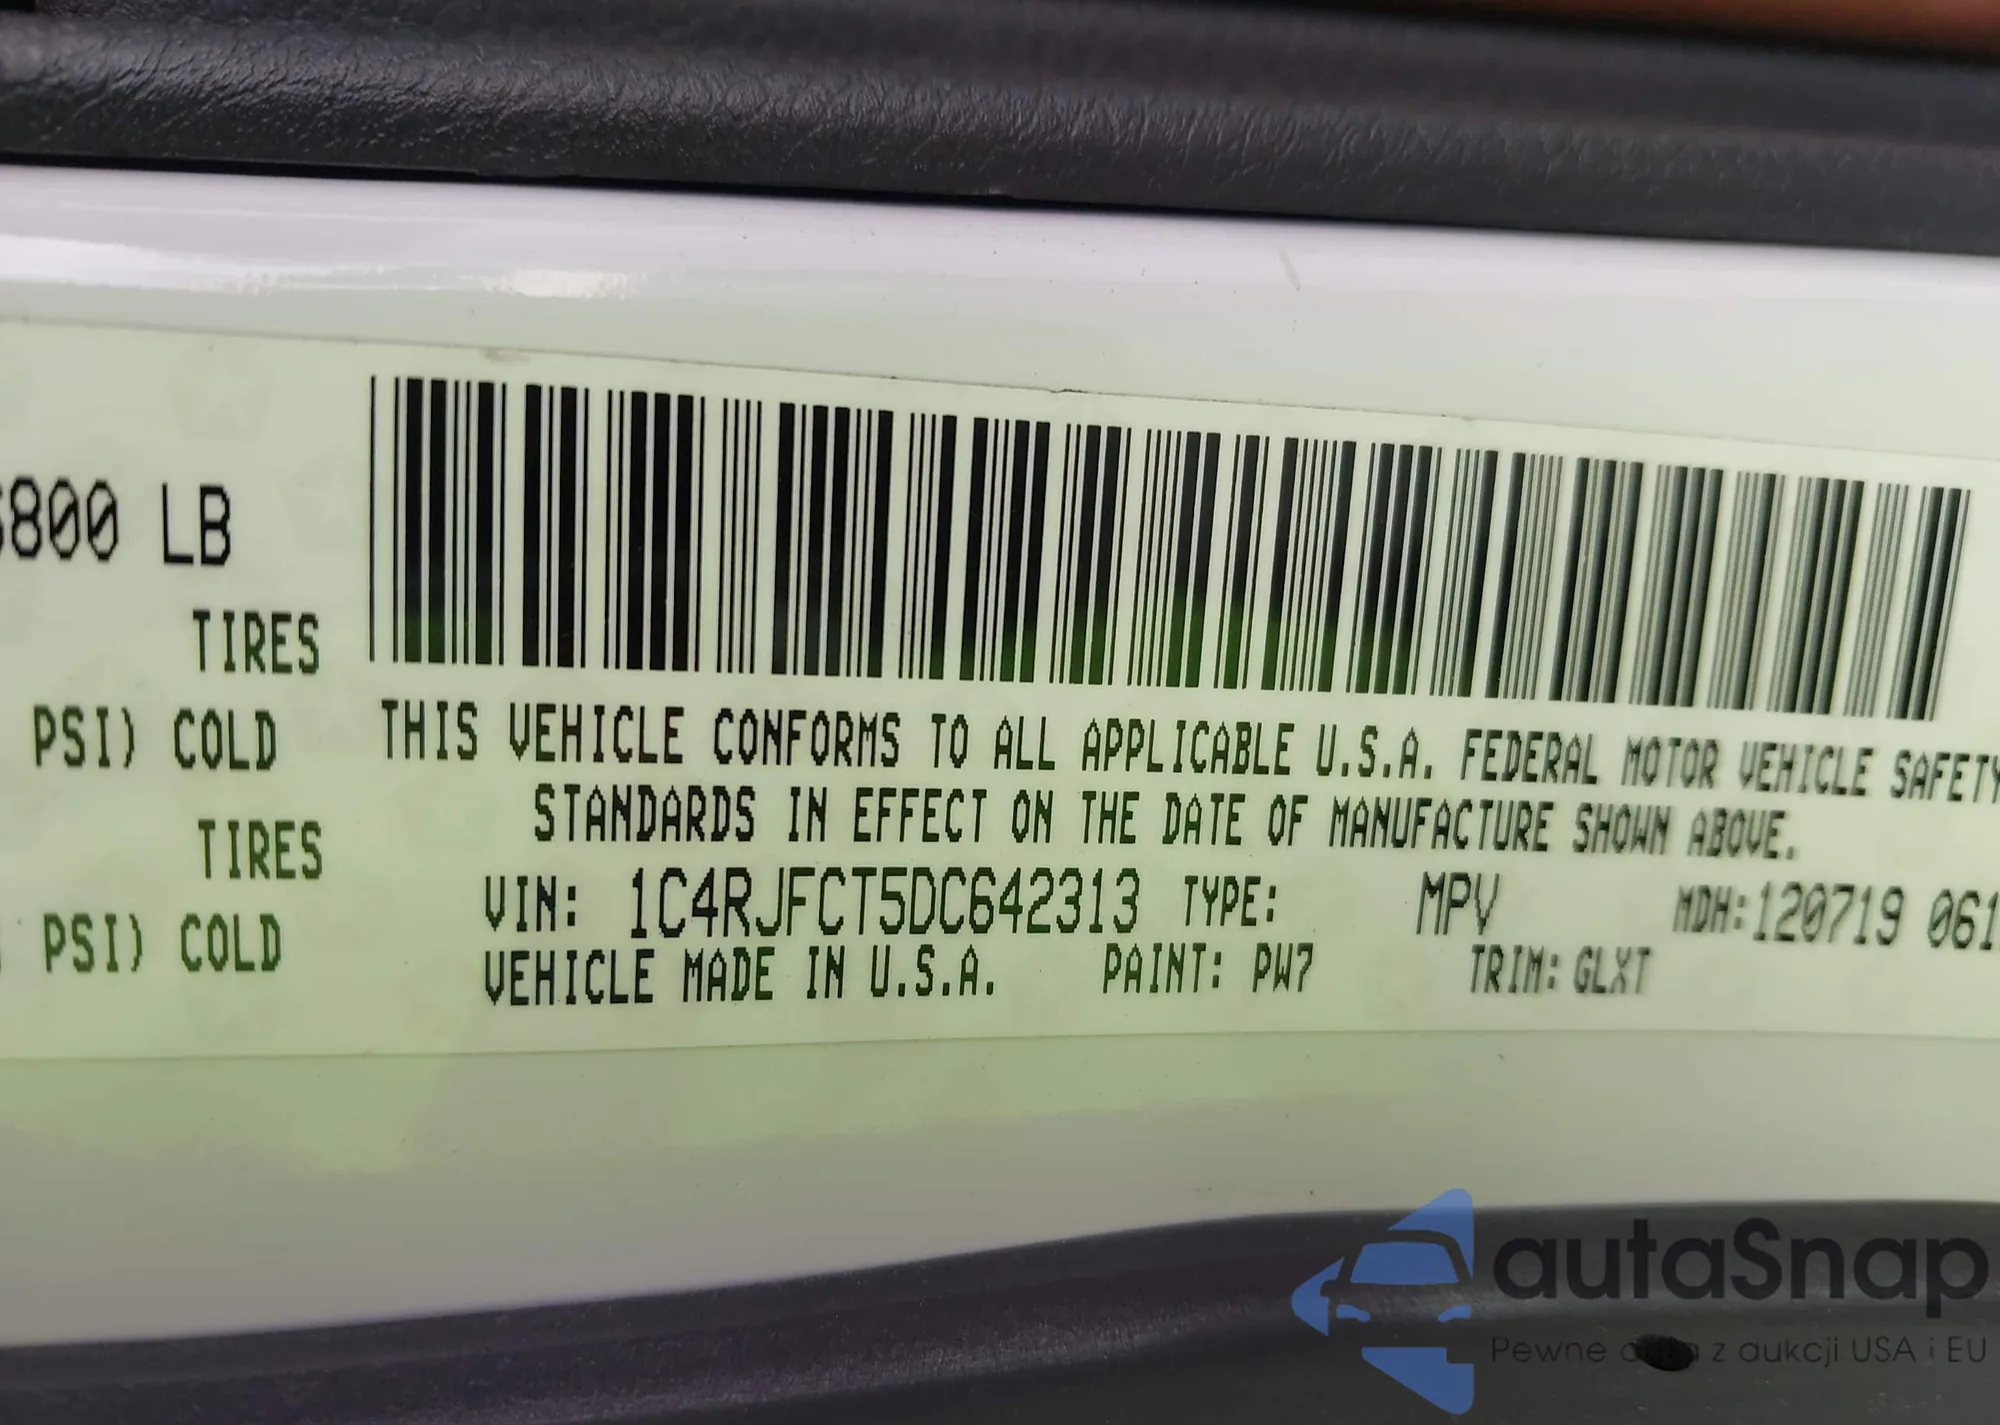 800 LB
TIRES
PSI) COLD
TIRES
PSI) COLD
THIS VEHICLE CONFORMS TO ALL APPLICABLE U.S.A. FEDERAL MOTOR VEHICLE SAFETY
STANDARDS IN EFFECT ON THE DATE OF MANUFACTURE SHOWN ABOVE.
VIN: 1C4RJFCT5DC642313 TYPE: MPV MDH:120719 061
VEHICLE MADE IN U.S.A. PAINT: PW7 TRIM: GLXT
autaSnap
Pewne z aukcji USA i EU